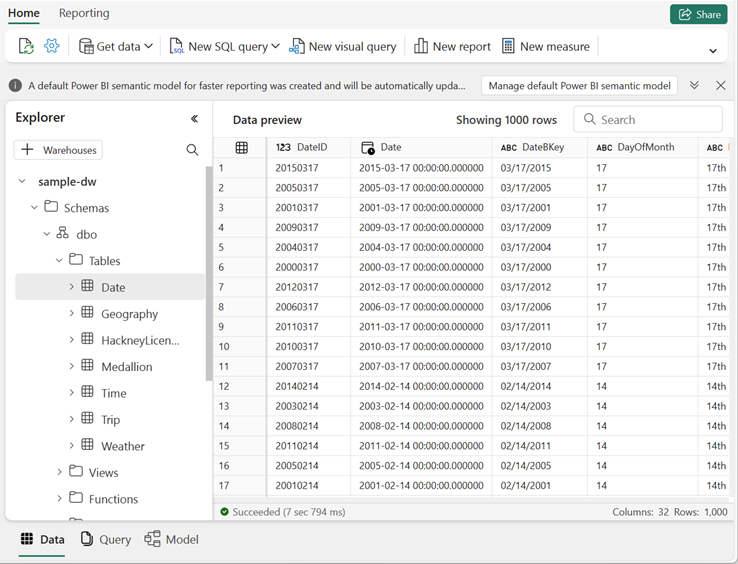 Home Reporting Share
Get data New SQL query New visual query New report New measure
A default Power BI semantic model for faster reporting was created and will be automatically upda... Manage default Power BI semantic model
Explorer
Warehouses
sample-dw
Schemas
dbo
Tables
Date
Geography
HackneyLicen...
Medallion
Time
Trip
Weather
Views
Functions
Data preview Showing 1000 rows Search
123 DateID Date ABC DateBKey ABC DayOfMonth ABC
1 20150317 2015-03-17 00:00:00.000000 03/17/2015 17 17th
2 20050317 2005-03-17 00:00:00.000000 03/17/2005 17 17th
3 20010317 2001-03-17 00:00:00.000000 03/17/2001 17 17th
4 20090317 2009-03-17 00:00:00.000000 03/17/2009 17 17th
5 20040317 2004-03-17 00:00:00.000000 03/17/2004 17 17th
6 20000317 2000-03-17 00:00:00.000000 03/17/2000 17 17th
7 20120317 2012-03-17 00:00:00.000000 03/17/2012 17 17th
8 20060317 2006-03-17 00:00:00.000000 03/17/2006 17 17th
9 20110317 2011-03-17 00:00:00.000000 03/17/2011 17 17th
10 20100317 2010-03-17 00:00:00.000000 03/17/2010 17 17th
11 20070317 2007-03-17 00:00:00.000000 03/17/2007 17 17th
12 20140214 2014-02-14 00:00:00.000000 02/14/2014 14 14th
13 20030214 2003-02-14 00:00:00.000000 02/14/2003 14 14th
14 20080214 2008-02-14 00:00:00.000000 02/14/2008 14 14th
15 20110214 2011-02-14 00:00:00.000000 02/14/2011 14 14th
16 20050214 2005-02-14 00:00:00.000000 02/14/2005 14 14th
17 20010214 2001-02-14 00:00:00.000000 02/14/2001 14 14th
Succeeded (7 sec 794 ms) Columns: 32 Rows: 1,000
Data Query Model